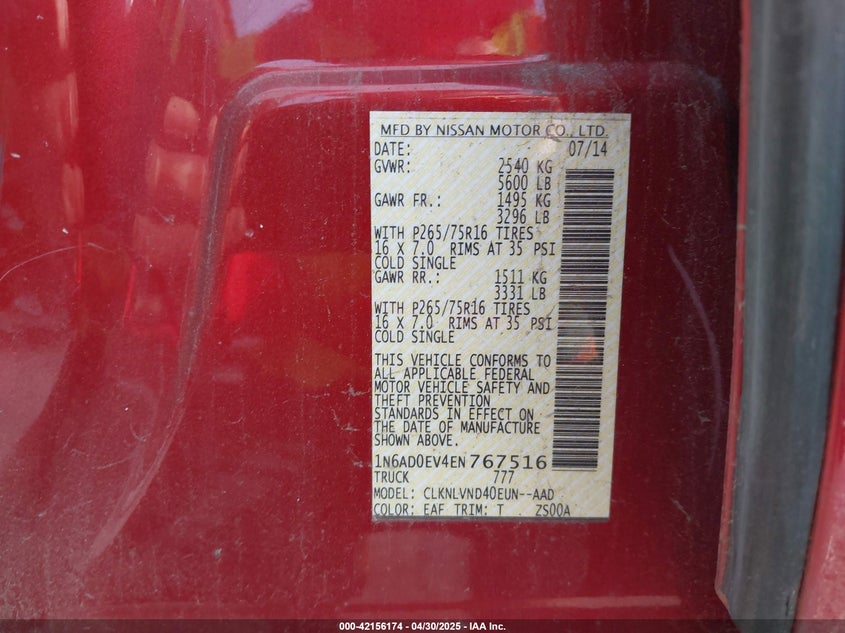 MFD BY NISSAN MOTOR CO., LTD.
DATE: 07/14
GVWR: 2540 KG
5600 LB
GAWR FR.: 1495 KG
3296 LB
WITH P265/75R16 TIRES
16 X 7.0 RIMS AT 35 PSI
COLD SINGLE
GAWR RR.: 1511 KG
3331 LB
WITH P265/75R16 TIRES
16 X 7.0 RIMS AT 35 PSI
COLD SINGLE
THIS VEHICLE CONFORMS TO
ALL APPLICABLE FEDERAL
MOTOR VEHICLE SAFETY AND
THEFT PREVENTION
STANDARDS IN EFFECT ON
THE DATE OF MANUFACTURE
SHOWN ABOVE.
1N6AD0EV4EN767516
TRUCK 777
MODEL: CLKNLVND40EUN--AAD
COLOR: EAF TRIM: T ZS00A
000-42156174 - 04/30/2025 - IAA Inc.